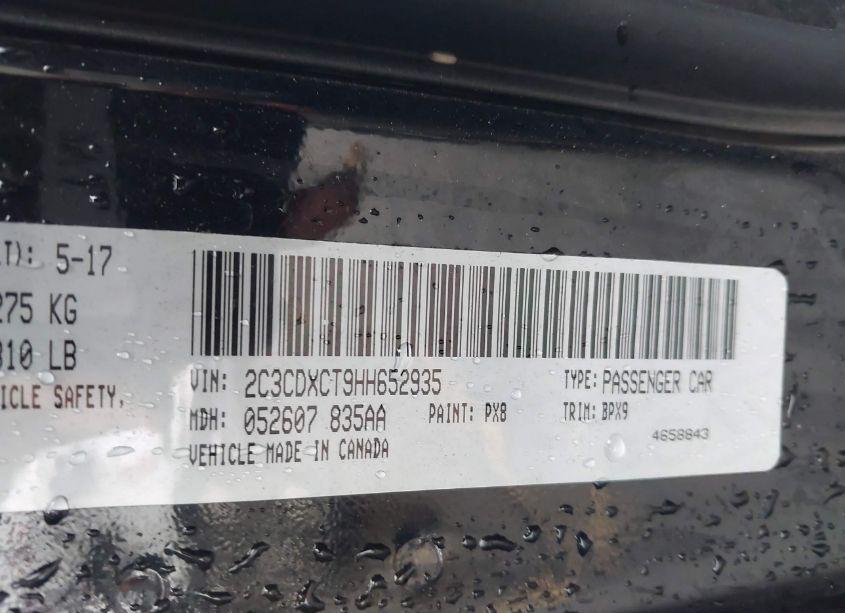 LT): 5-17
275 KG
310 LB
ICLE SAFETY,
VIN: 2C3CDXCT9HH652935 TYPE: PASSENGER CAR
MDH: 052607 835AA PAINT: PX8 TRIM: BPX9
VEHICLE MADE IN CANADA 4658843